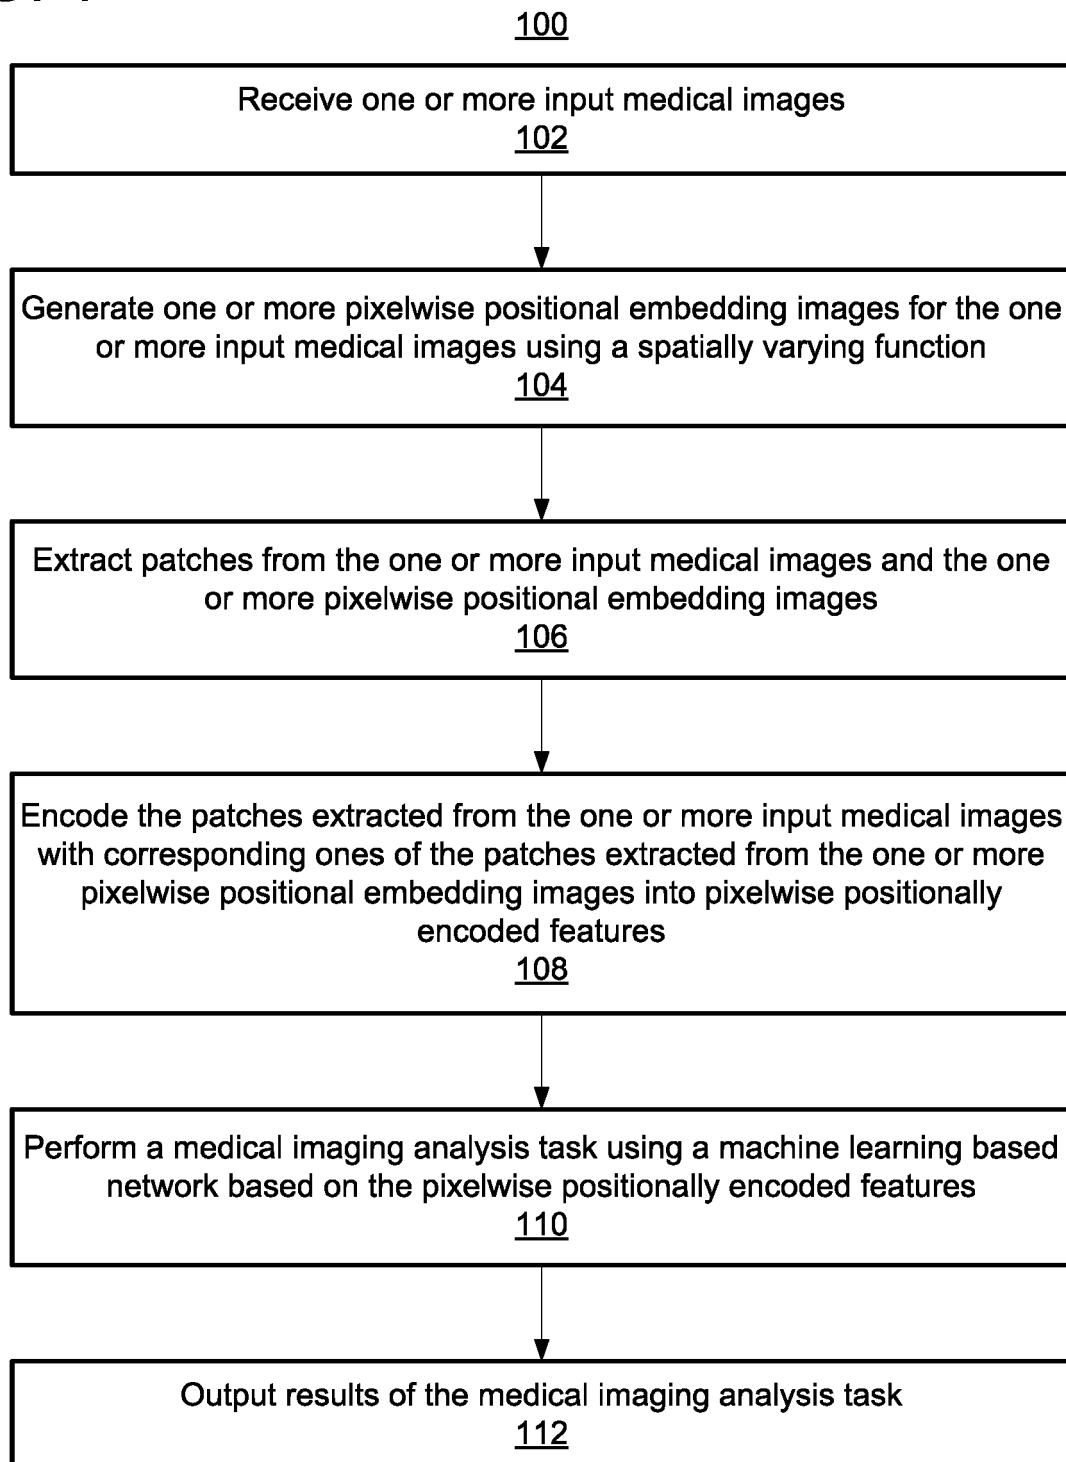 100
Receive one or more input medical images
102
Generate one or more pixelwise positional embedding images for the one
or more input medical images using a spatially varying function
104
Extract patches from the one or more input medical images and the one
or more pixelwise positional embedding images
106
Encode the patches extracted from the one or more input medical images
with corresponding ones of the patches extracted from the one or more
pixelwise positional embedding images into pixelwise positionally
encoded features
108
Perform a medical imaging analysis task using a machine learning based
network based on the pixelwise positionally encoded features
110
Output results of the medical imaging analysis task
112